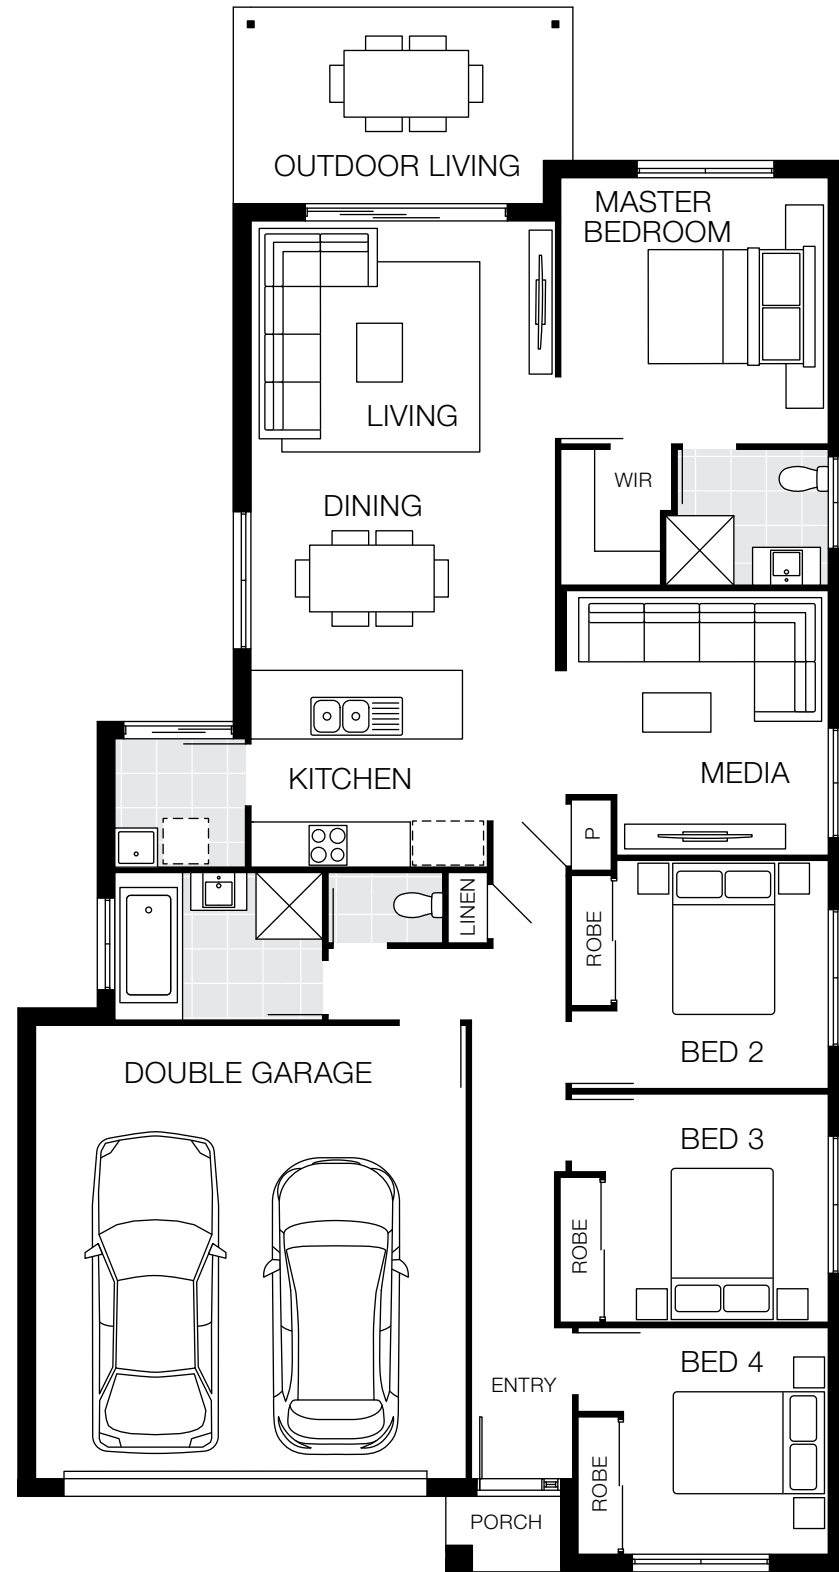 OUTDOOR LIVING
MASTER
BEDROOM
LIVING
WIR
DINING
KITCHEN
MEDIA
P
LINEN
ROBE
BED 2
DOUBLE GARAGE
BED 3
ROBE
BED 4
ENTRY
ROBE
PORCH